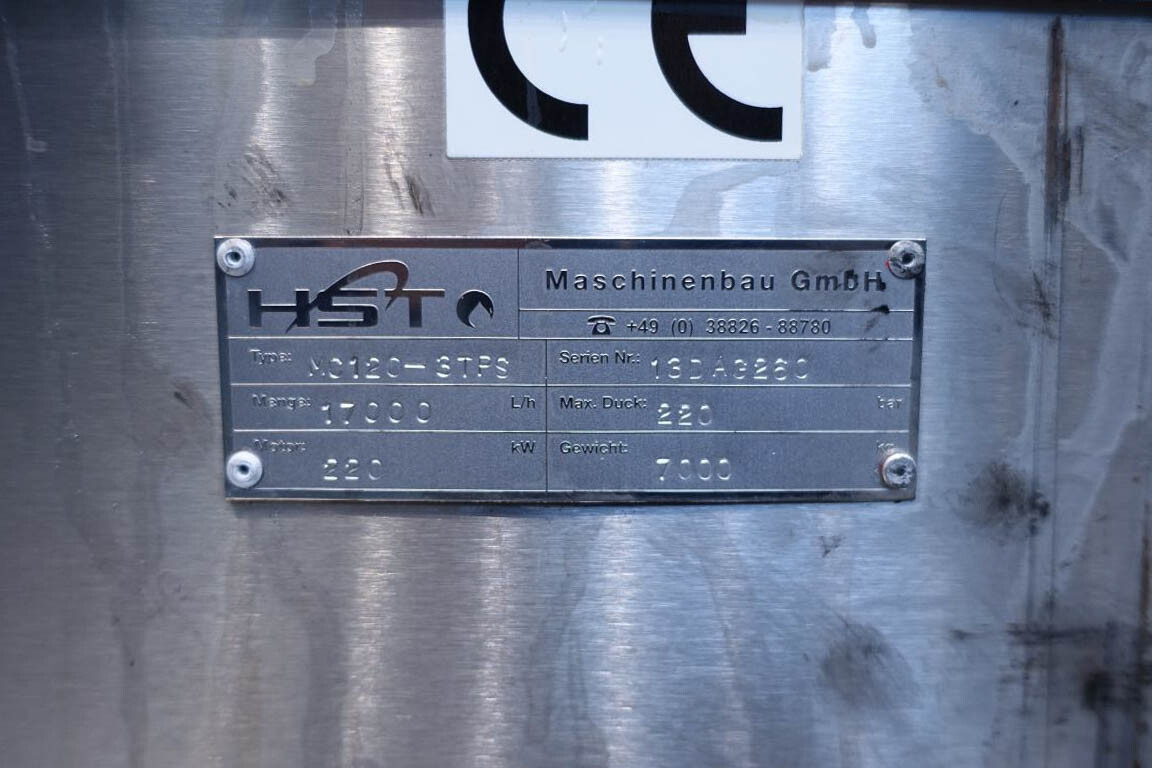 CE
HST Maschinenbau GmbH
+49 (0) 38826 - 88780
Type: Serien Nr.:
Menge: 17000 L/h Max. Duck: 220 bar
Motor: 220 kW Gewicht: 7000 kg